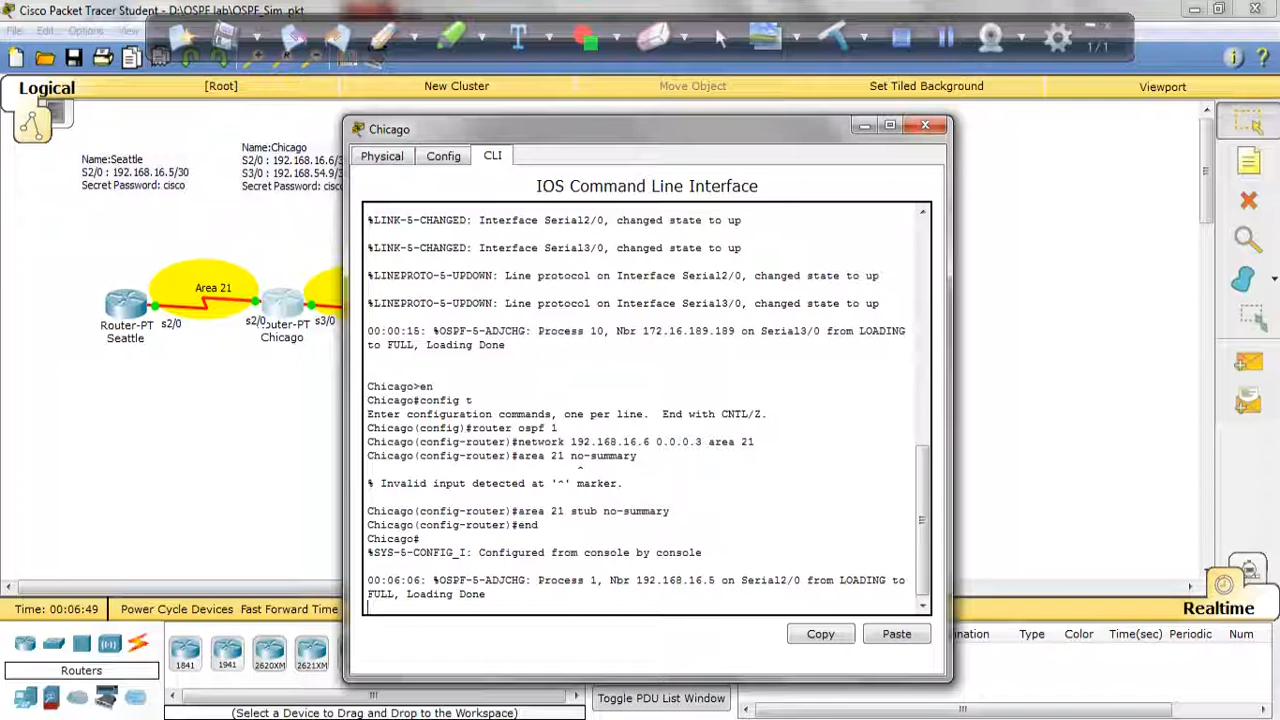 Cisco Packet Tracer Student - D:\OSPF lab\OSPF_Sim.pkt
File Edit Options View
1/1
Logical
[Root]
New Cluster
Move Object
Set Tiled Background
Viewport
Name:Seattle
S2/0 : 192.168.16.5/30
Secret Password: cisco
Name:Chicago
S2/0 : 192.168.16.6/3
S3/0 : 192.168.54.9/3
Secret Password: cisc
Area 21
s2/0
s2/0
s3/0
Router-PT
Seattle
outer-PT
Chicago
Chicago
Physical
Config
CLI
IOS Command Line Interface
%LINK-5-CHANGED: Interface Serial2/0, changed state to up
%LINK-5-CHANGED: Interface Serial3/0, changed state to up
%LINEPROTO-5-UPDOWN: Line protocol on Interface Serial2/0, changed state to up
%LINEPROTO-5-UPDOWN: Line protocol on Interface Serial3/0, changed state to up
00:00:15: %OSPF-5-ADJCHG: Process 10, Nbr 172.16.189.189 on Serial3/0 from LOADING
to FULL, Loading Done
Chicago>en
Chicago#config t
Enter configuration commands, one per line.  End with CNTL/Z.
Chicago(config)#router ospf 1
Chicago(config-router)#network 192.168.16.6 0.0.0.3 area 21
Chicago(config-router)#area 21 no-summary
^
% Invalid input detected at '^' marker.
Chicago(config-router)#area 21 stub no-summary
Chicago(config-router)#end
Chicago#
%SYS-5-CONFIG_I: Configured from console by console
00:06:06: %OSPF-5-ADJCHG: Process 1, Nbr 192.168.16.5 on Serial2/0 from LOADING to
FULL, Loading Done
Copy
Paste
Time: 00:06:49
Power Cycle Devices
Fast Forward Time
Realtime
Routers
1841
1941
2620XM
2621XM
ination
Type
Color
Time(sec)
Periodic
Num
Toggle PDU List Window
(Select a Device to Drag and Drop to the Workspace)